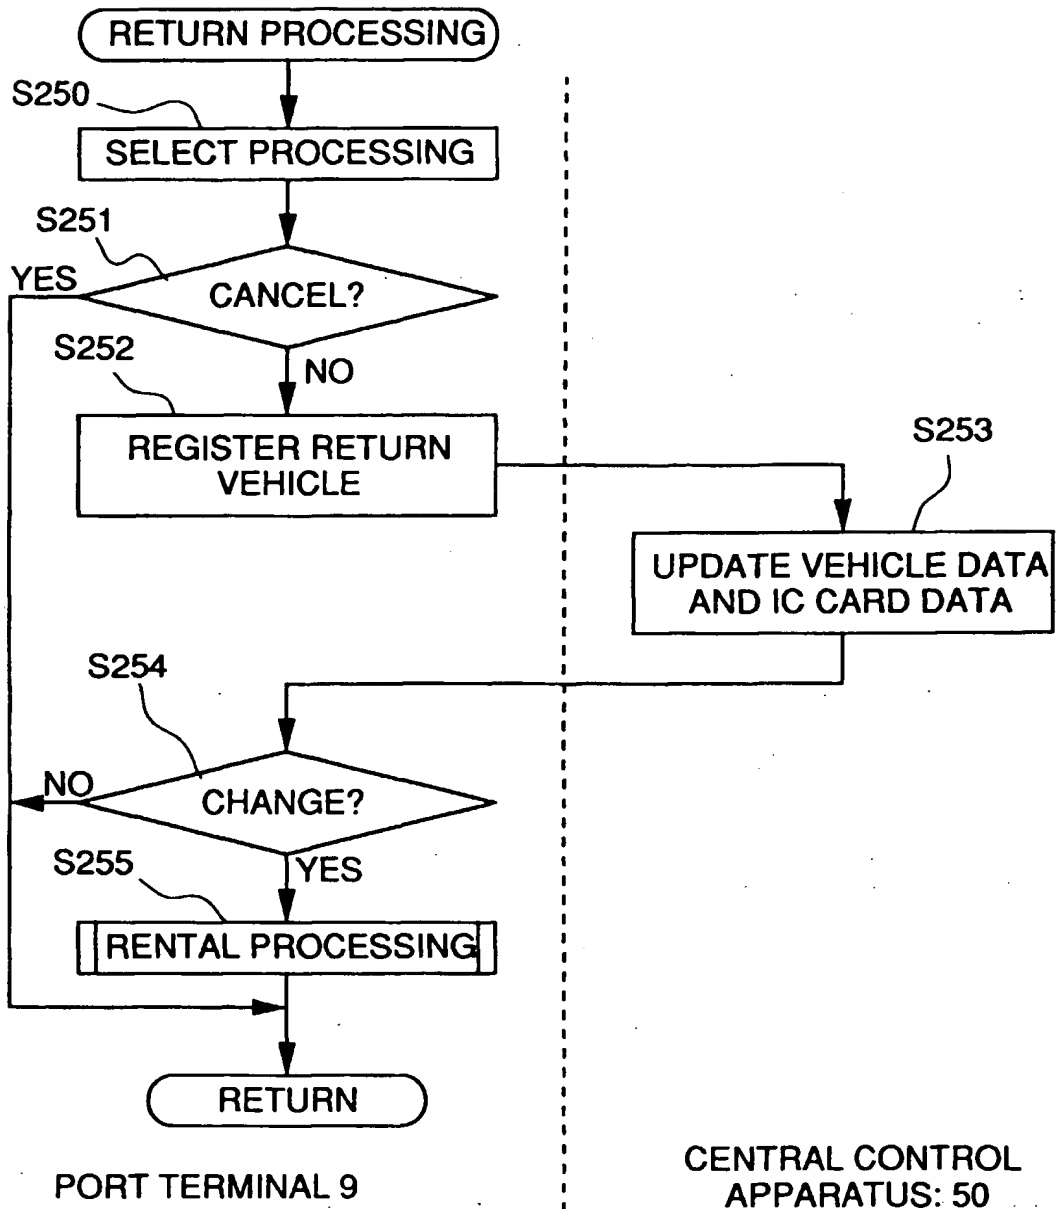 RETURN PROCESSING
S250
SELECT PROCESSING
S251
YES
CANCEL?
S252
NO
REGISTER RETURN
VEHICLE
S253
UPDATE VEHICLE DATA
AND IC CARD DATA
S254
NO
CHANGE?
S255
YES
RENTAL PROCESSING
RETURN
PORT TERMINAL 9
CENTRAL CONTROL
APPARATUS: 50